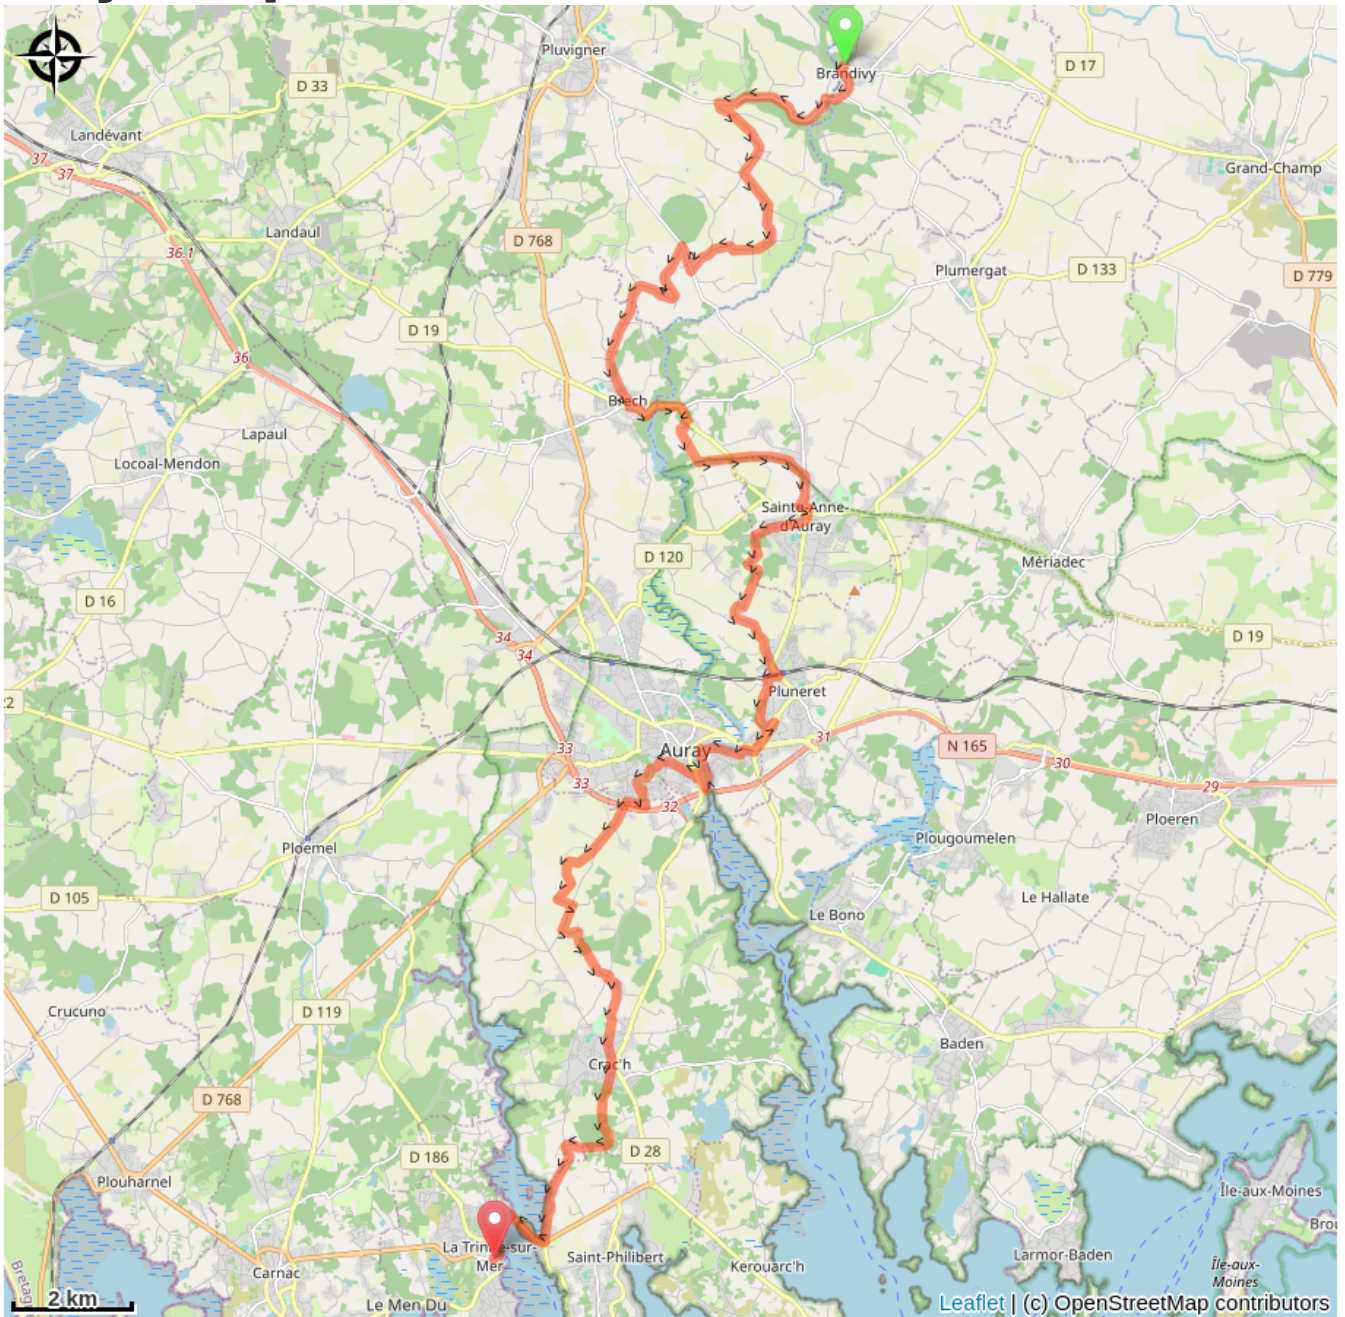 Pluvigner
Brandivy
D 17
D 33
Landévant
37
37
Grand-Champ
36.1
Landaul
D 768
Plumergat
D 133
D 779
D 19
36
Brech
Lapaul
Locoal-Mendon
Sainte-Anne-
d'Auray
D 120
Mériadec
D 16
D 19
34
34
Pluneret
22
33
Auray
31
N 165
30
33
32
29
Ploemel
Plougoumelen
Ploeren
D 105
Le Hallate
Le Bono
Crucuno
D 119
Baden
Crac'h
D 768
D 186
D 28
Plouharnel
Île-aux-Moines
La Trinité-sur-
Mer
Saint-Philibert
Kerouarc'h
Larmor-Baden
Île-aux-
Moines
Carnac
2 km
Le Men Du
Leaflet | (c) OpenStreetMap contributors